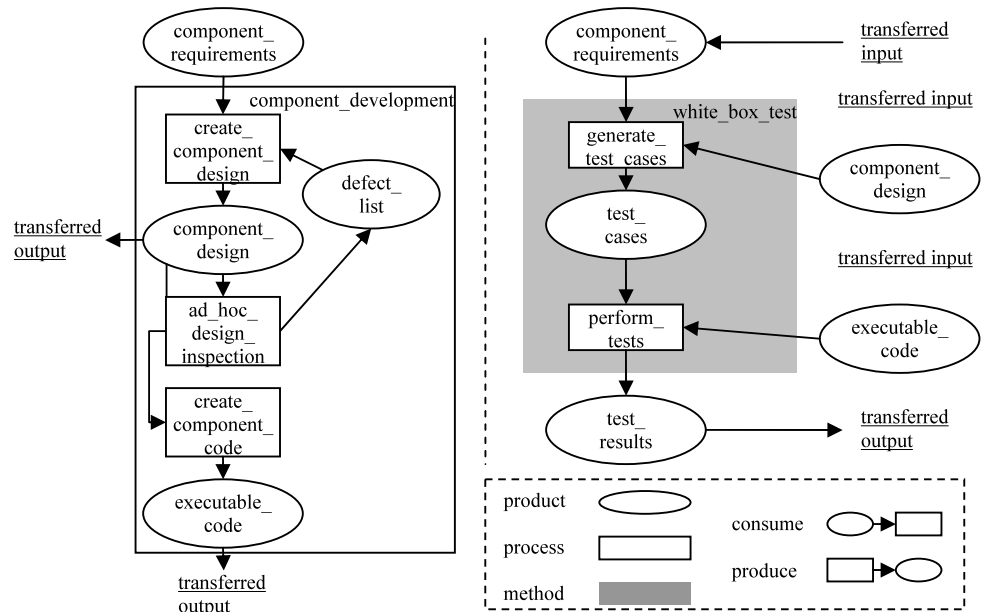 component_
requirements
component_development
create_
component_
design
defect_
list
transferred
output
component_
design
ad_hoc_
design_
inspection
create_
component_
code
executable_
code
transferred
output
component_
requirements
transferred
input
transferred input
white_box_test
generate_
test_cases
component_
design
test_
cases
transferred input
perform_
tests
executable_
code
test_
results
transferred
output
product
process
method
consume
produce